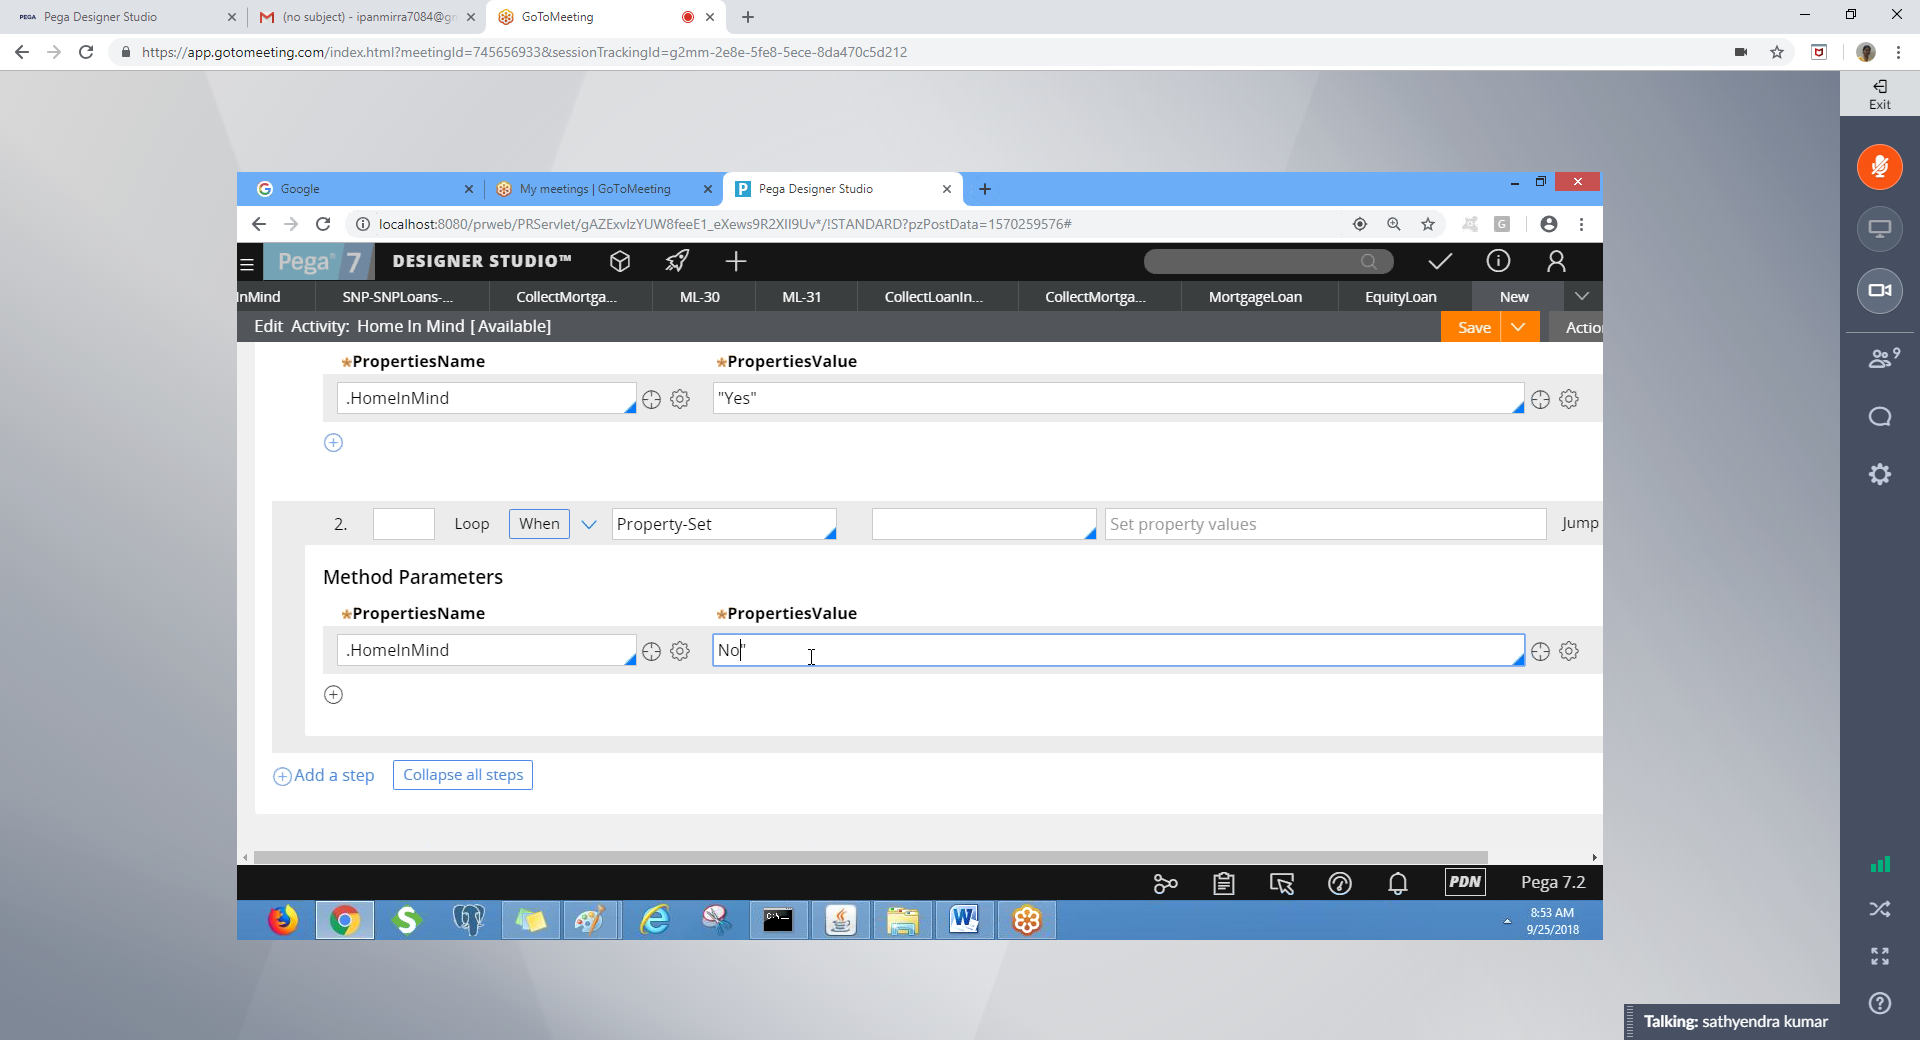 PEGA Pega Designer Studio
(no subject) - ipanmirra7084@gr
GoToMeeting
https://app.gotomeeting.com/index.html?meetingId=745656933&sessionTrackingId=g2mm-2e8e-5fe8-5ece-8da470c5d212
Exit
Google
My meetings | GoToMeeting
Pega Designer Studio
localhost:8080/prweb/PRServlet/gAZExvlzYUW8feeE1_eXews9R2XII9Uv*/!STANDARD?pzPostData=1570259576#
Pega 7 DESIGNER STUDIO™
InMind SNP-SNPLoans-... CollectMortga... ML-30 ML-31 CollectLoanIn... CollectMortga... MortgageLoan EquityLoan New
Edit Activity: Home In Mind [Available] Save Actio
PropertiesName PropertiesValue
.HomeInMind "Yes"
2. Loop When Property-Set Set property values Jump
Method Parameters
PropertiesName PropertiesValue
.HomeInMind No"
Add a step Collapse all steps
PDN Pega 7.2
8:53 AM
9/25/2018
9
Talking: sathyendra kumar